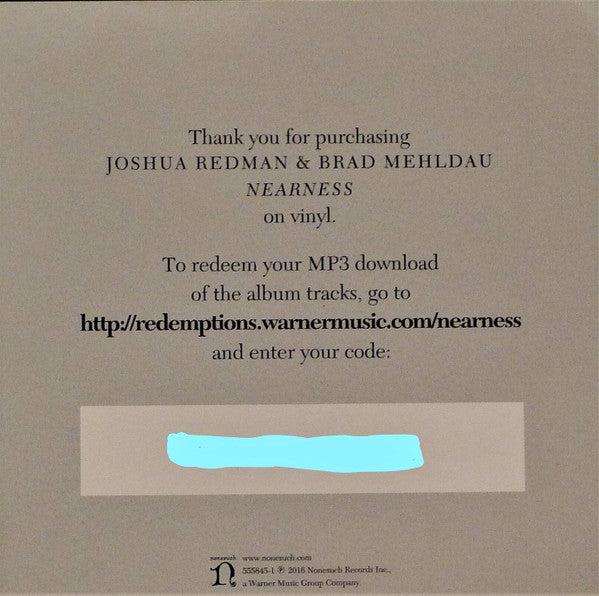 Thank you for purchasing
JOSHUA REDMAN & BRAD MEHLDAU
NEARNESS
on vinyl.
To redeem your MP3 download
of the album tracks, go to
http://redemptions.warnermusic.com/nearness
and enter your code:
nonesuch www.nonesuch.com
555845-1 ℗ 2016 Nonesuch Records Inc.,
a Warner Music Group Company.